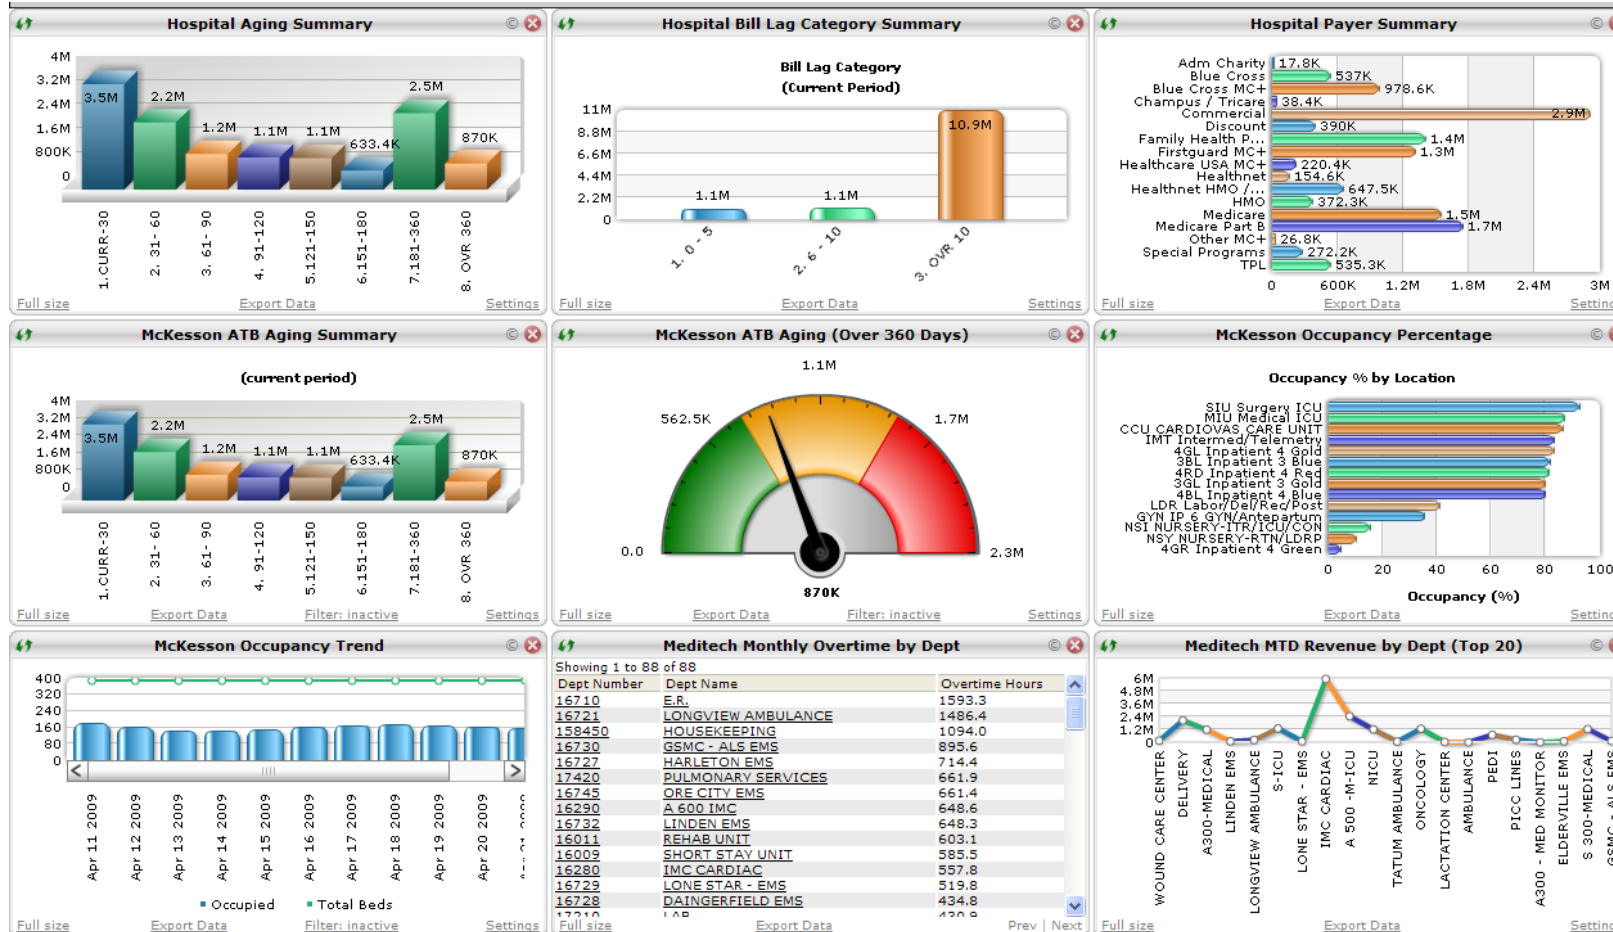 Hospital Aging Summary
4M
3.2M
2.4M
1.6M
800K
0
3.5M
2.2M
1.2M
1.1M
1.1M
633.4K
2.5M
870K
1.CURR-30
2. 31- 60
3. 61- 90
4. 91-120
5.121-150
6.151-180
7.181-360
8. OVR 360
Full size Export Data Settings
Hospital Bill Lag Category Summary
Bill Lag Category
(Current Period)
11M
8.8M
6.6M
4.4M
2.2M
0
1.1M
1.1M
10.9M
1. 0 - 5
2. 6 - 10
3. OVR 10
Full size Export Data Settings
Hospital Payer Summary
Adm Charity 17.8K
Blue Cross 537K
Blue Cross MC+ 978.6K
Champus / Tricare 38.4K
Commercial 2.9M
Discount 390K
Family Health P... 1.4M
Firstguard MC+ 1.3M
Healthcare USA MC+ 220.4K
Healthnet 154.6K
Healthnet HMO /... 647.5K
HMO 372.3K
Medicare 1.5M
Medicare Part B 1.7M
Other MC+ 26.8K
Special Programs 272.2K
TPL 535.3K
0 600K 1.2M 1.8M 2.4M 3M
Full size Export Data Setting
McKesson ATB Aging Summary
(current period)
4M
3.2M
2.4M
1.6M
800K
0
3.5M
2.2M
1.2M
1.1M
1.1M
633.4K
2.5M
870K
1.CURR-30
2. 31- 60
3. 61- 90
4. 91-120
5.121-150
6.151-180
7.181-360
8. OVR 360
Full size Export Data Filter: inactive Settings
McKesson ATB Aging (Over 360 Days)
1.1M
562.5K
1.7M
0.0
2.3M
870K
Full size Export Data Filter: inactive Settings
McKesson Occupancy Percentage
Occupancy % by Location
SIU Surgery ICU
MIU Medical ICU
CCU CARDIOVAS CARE UNIT
IMT Intermed/Telemetry
4GL Inpatient 4 Gold
3BL Inpatient 3 Blue
4RD Inpatient 4 Red
3GL Inpatient 3 Gold
4BL Inpatient 4 Blue
LDR Labor/Del/Rec/Post
GYN IP 6 GYN/Antepartum
NSI NURSERY-ITR/ICU/CON
NSY NURSERY-RTN/LDRP
4GR Inpatient 4 Green
0 20 40 60 80 100
Occupancy (%)
Full size Export Data Setting
McKesson Occupancy Trend
400
320
240
160
80
0
Apr 11 2009
Apr 12 2009
Apr 13 2009
Apr 14 2009
Apr 15 2009
Apr 16 2009
Apr 17 2009
Apr 18 2009
Apr 19 2009
Apr 20 2009
Occupied Total Beds
Full size Export Data Filter: inactive Settings
Meditech Monthly Overtime by Dept
Showing 1 to 88 of 88
Dept Number Dept Name Overtime Hours
16710 E.R. 1593.3
16721 LONGVIEW AMBULANCE 1486.4
158450 HOUSEKEEPING 1094.0
16730 GSMC - ALS EMS 895.6
16727 HARLETON EMS 714.4
17420 PULMONARY SERVICES 661.9
16745 ORE CITY EMS 661.4
16290 A 600 IMC 648.6
16732 LINDEN EMS 648.3
16011 REHAB UNIT 603.1
16009 SHORT STAY UNIT 585.5
16280 IMC CARDIAC 557.8
16729 LONE STAR - EMS 519.8
16728 DAINGERFIELD EMS 434.8
17210 LAB 430.9
Full size Export Data Prev | Next
Meditech MTD Revenue by Dept (Top 20)
6M
4.8M
3.6M
2.4M
1.2M
0
WOUND CARE CENTER
DELIVERY
A300-MEDICAL
LINDEN EMS
LONGVIEW AMBULANCE
S-ICU
LONE STAR - EMS
IMC CARDIAC
A 500 -M-ICU
NICU
TATUM AMBULANCE
ONCOLOGY
LACTATION CENTER
AMBULANCE
PEDI
PICC LINES
A300 - MED MONITOR
ELDERVILLE EMS
S 300-MEDICAL
GSMC - ALS EMS
Full size Export Data Setting